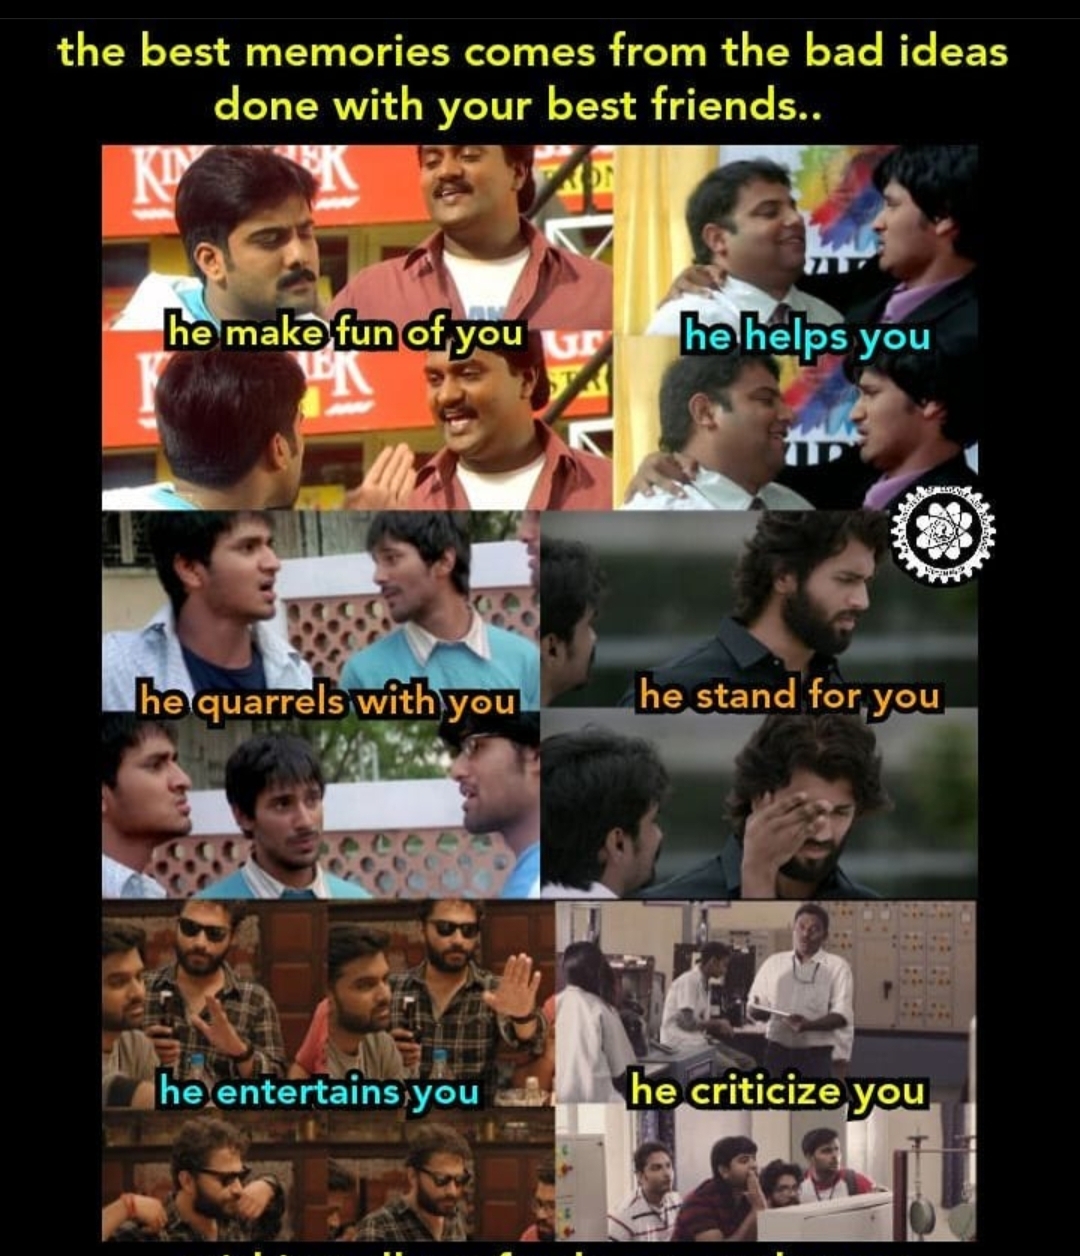 the best memories comes from the bad ideas
done with your best friends..
he make fun of you
he helps you
he quarrels with you
he stand for you
he entertains you
he criticize you